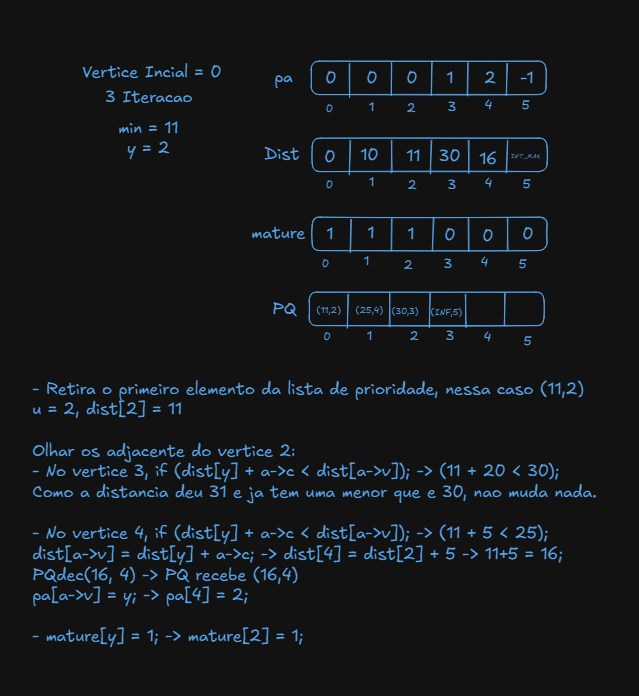 Vertice Incial = 0
3 Iteracao
min = 11
y = 2
pa
0 0 0 1 2 -1
0 1 2 3 4 5
Dist
0 10 11 30 16 INT_MAX
0 1 2 3 4 5
mature
1 1 1 0 0 0
0 1 2 3 4 5
PQ
(11,2) (25,4) (30,3) (INF,5)
0 1 2 3 4 5
- Retira o primeiro elemento da lista de prioridade, nessa caso (11,2)
u = 2, dist[2] = 11
Olhar os adjacente do vertice 2:
- No vertice 3, if (dist[y] + a->c < dist[a->v]); -> (11 + 20 < 30);
Como a distancia deu 31 e ja tem uma menor que e 30, nao muda nada.
- No vertice 4, if (dist[y] + a->c < dist[a->v]); -> (11 + 5 < 25);
dist[a->v] = dist[y] + a->c; -> dist[4] = dist[2] + 5 -> 11+5 = 16;
PQdec(16, 4) -> PQ recebe (16,4)
pa[a->v] = y; -> pa[4] = 2;
- mature[y] = 1; -> mature[2] = 1;